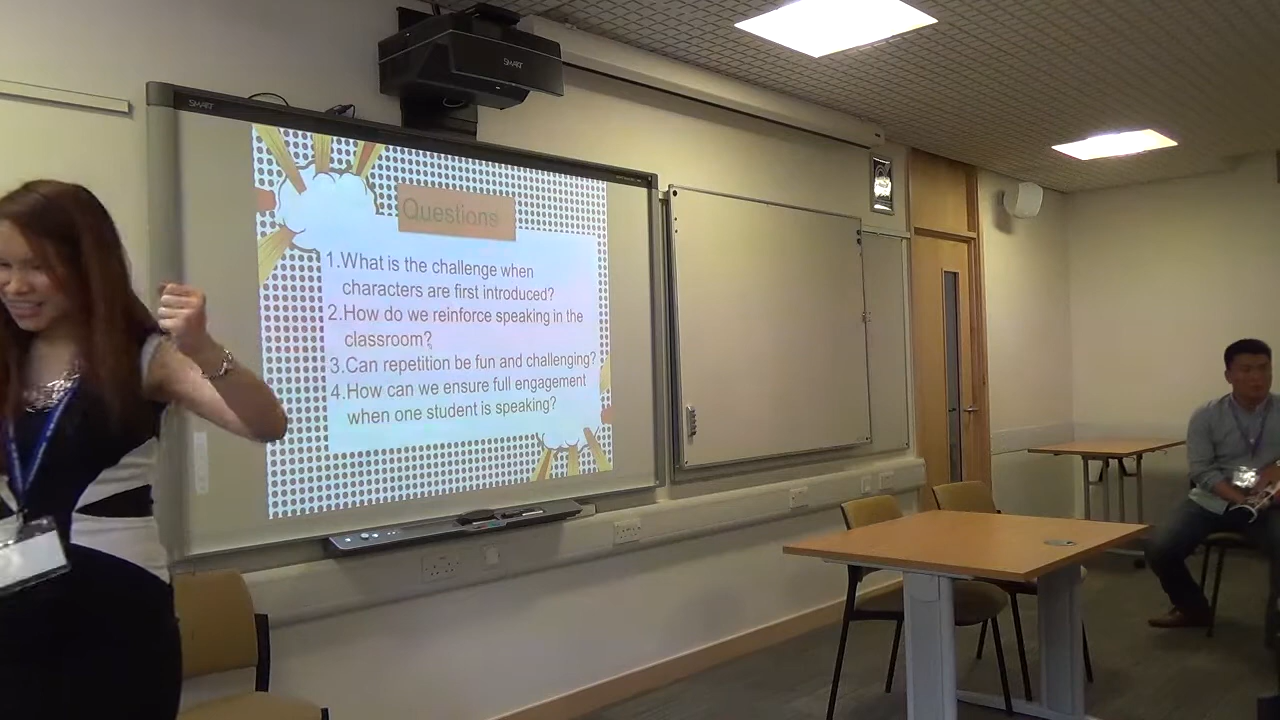 SMART
SMART
Questions
1.What is the challenge when
characters are first introduced?
2.How do we reinforce speaking in the
classroom?
3.Can repetition be fun and challenging?
4.How can we ensure full engagement
when one student is speaking?